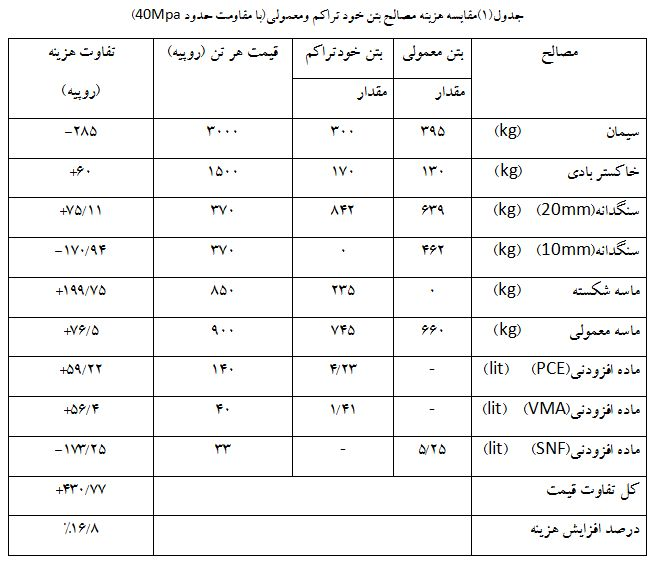 جدول(۱)مقایسه هزینه مصالح بتن خود تراکم ومعمولی(با مقاومت حدود 40Mpa)
مصالح	بتن معمولی	بتن خودتراکم	قیمت هر تن (روپیه)	تفاوت هزینه
مقدار	مقدار	(روپیه)
سیمان (kg)	۳۹۵	۳۰۰	۳۰۰۰	−۲۸۵
خاکستر بادی (kg)	۱۳۰	۱۷۰	۱۵۰۰	+۶۰
سنگدانه(20mm) (kg)	۶۳۹	۸۴۲	۳۷۰	+۷۵/۱۱
سنگدانه(10mm) (kg)	۴۶۲	۰	۳۷۰	−۱۷۰/۹۴
ماسه شکسته (kg)	۰	۲۳۵	۸۵۰	+۱۹۹/۷۵
ماسه معمولی (kg)	۶۶۰	۷۴۵	۹۰۰	+۷۶/۵
ماده افزودنی(PCE) (lit)	-	۴/۲۳	۱۴۰	+۵۹/۲۲
ماده افزودنی(VMA) (lit)	-	۱/۴۱	۴۰	+۵۶/۴
ماده افزودنی(SNF) (lit)	۵/۲۵	-	۳۳	−۱۷۳/۲۵
کل تفاوت قیمت	+۴۳۰/۷۷
درصد افزایش هزینه	٪۱۶/۸